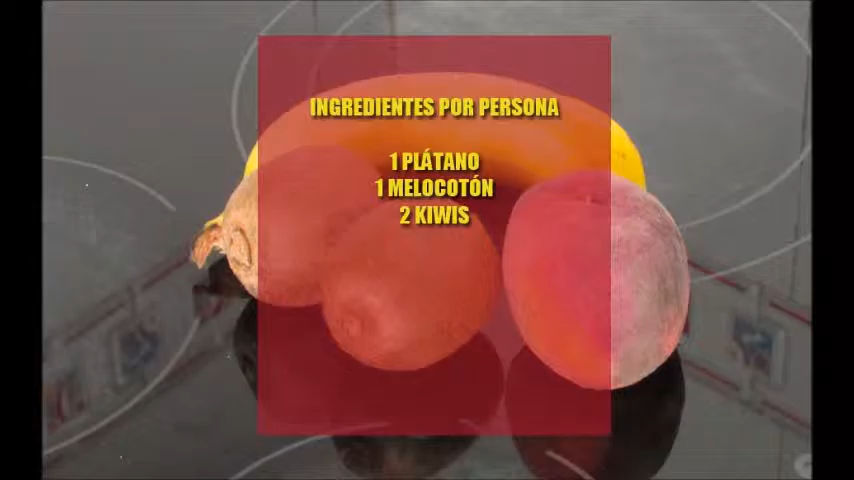 INGREDIENTES POR PERSONA
1 PLÁTANO
1 MELOCOTÓN
2 KIWIS